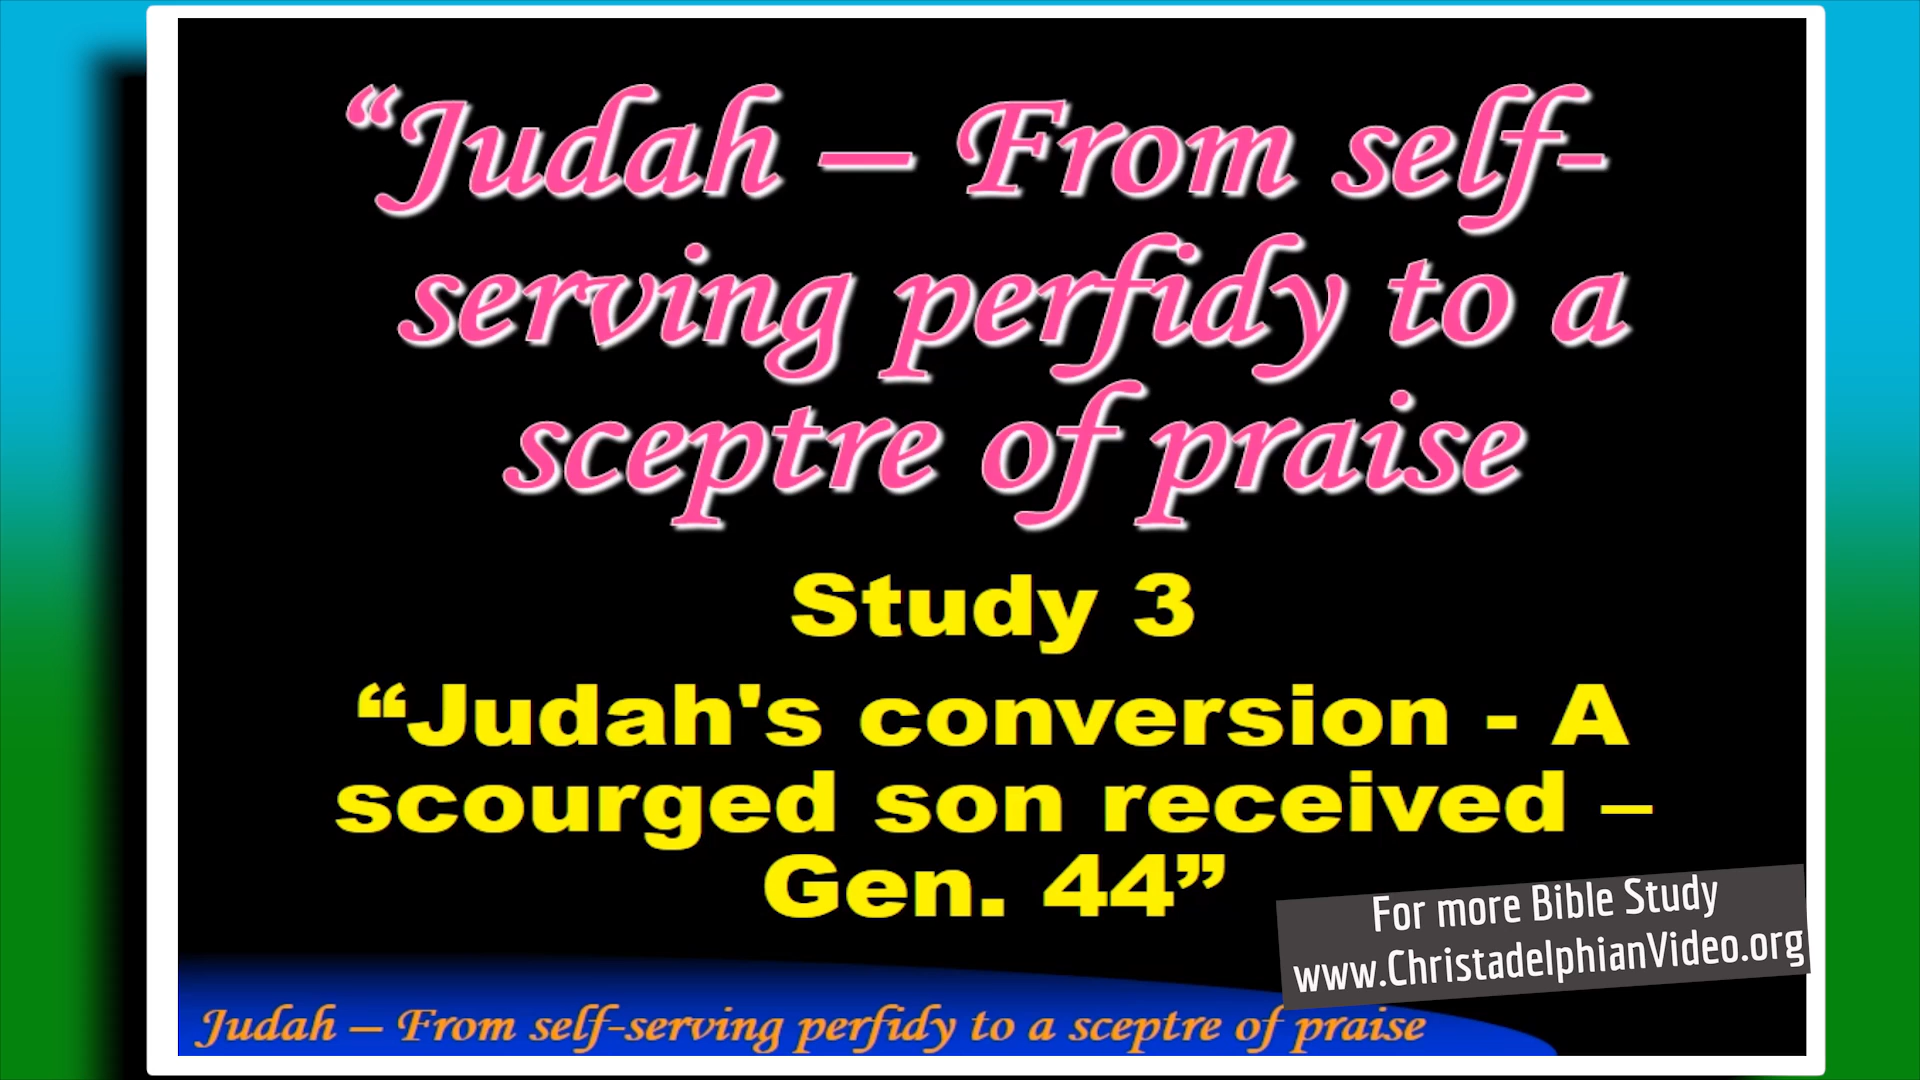 “Judah – From self-
serving perfidy to a
sceptre of praise
Study 3
“Judah's conversion - A
scourged son received –
Gen. 44”
For more Bible Study
www.ChristadelphianVideo.org
Judah – From self-serving perfidy to a sceptre of praise